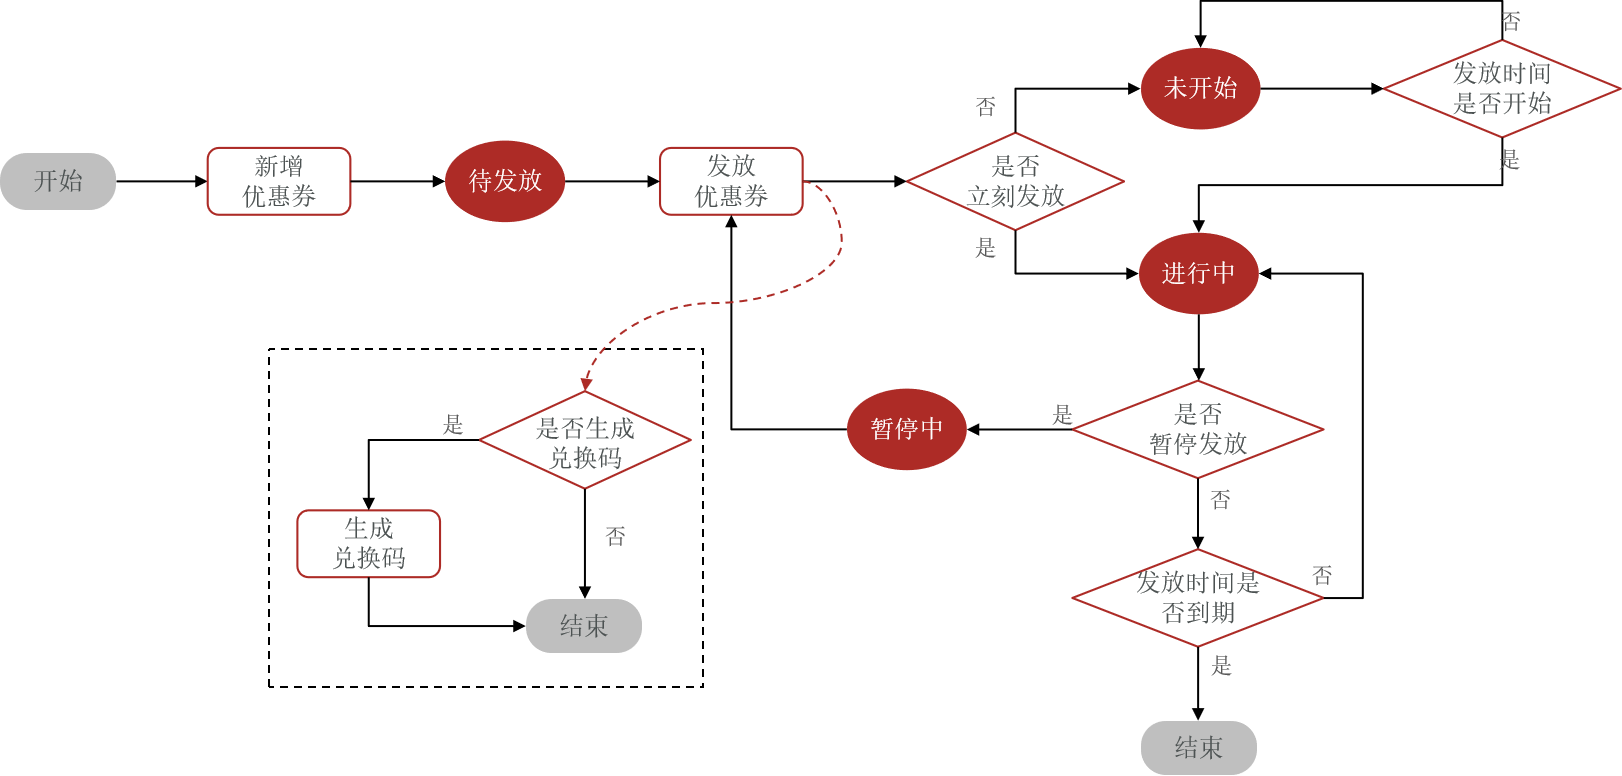 开始
新增
优惠券
待发放
发放
优惠券
是否
立刻发放
否
是
未开始
发放时间
是否开始
否
是
进行中
是否
暂停发放
是
否
暂停中
发放时间是
否到期
否
是
结束
是否生成
兑换码
是
否
生成
兑换码
结束